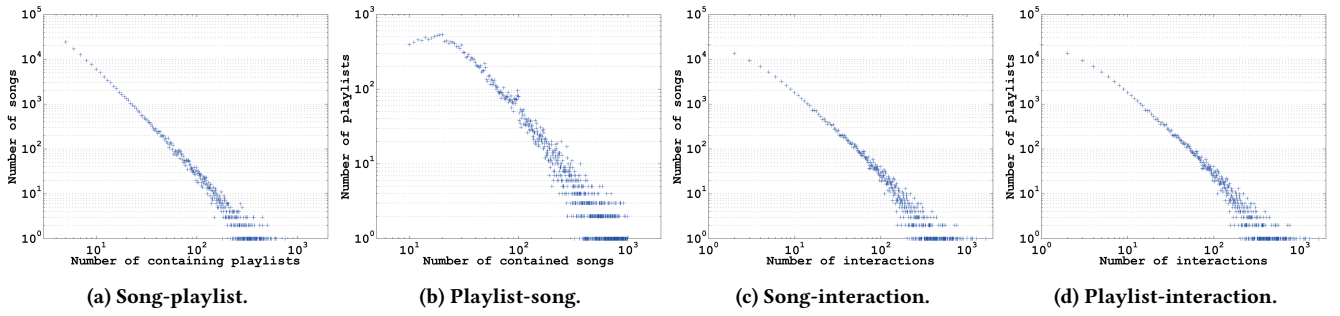 10^5
10^4
10^3
10^2
10^1
10^0
Number of songs
10^1 10^2 10^3
Number of containing playlists
(a) Song-playlist.
10^3
10^2
10^1
10^0
Number of playlists
10^1 10^2 10^3
Number of contained songs
(b) Playlist-song.
10^5
10^4
10^3
10^2
10^1
10^0
Number of songs
10^0 10^1 10^2 10^3
Number of interactions
(c) Song-interaction.
10^5
10^4
10^3
10^2
10^1
10^0
Number of playlists
10^0 10^1 10^2 10^3
Number of interactions
(d) Playlist-interaction.